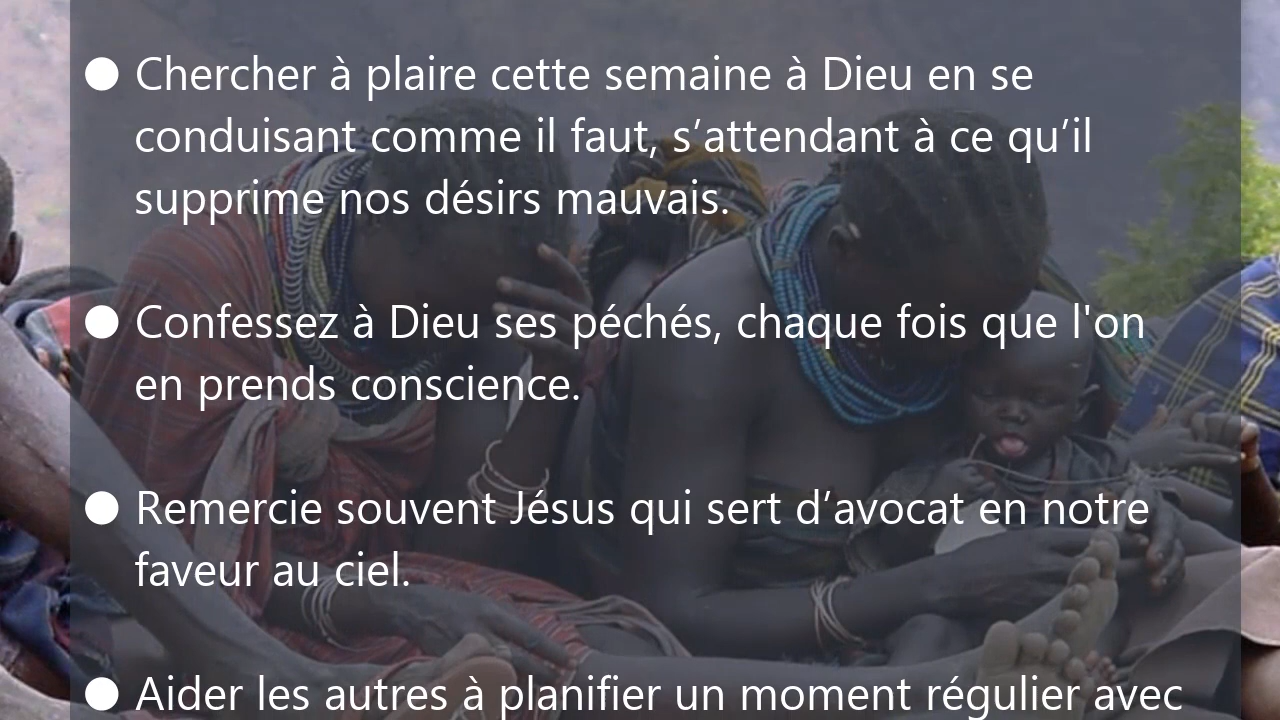 ● Chercher à plaire cette semaine à Dieu en se
conduisant comme il faut, s’attendant à ce qu’il
supprime nos désirs mauvais.
● Confessez à Dieu ses péchés, chaque fois que l'on
en prends conscience.
● Remercie souvent Jésus qui sert d’avocat en notre
faveur au ciel.
● Aider les autres à planifier un moment régulier avec